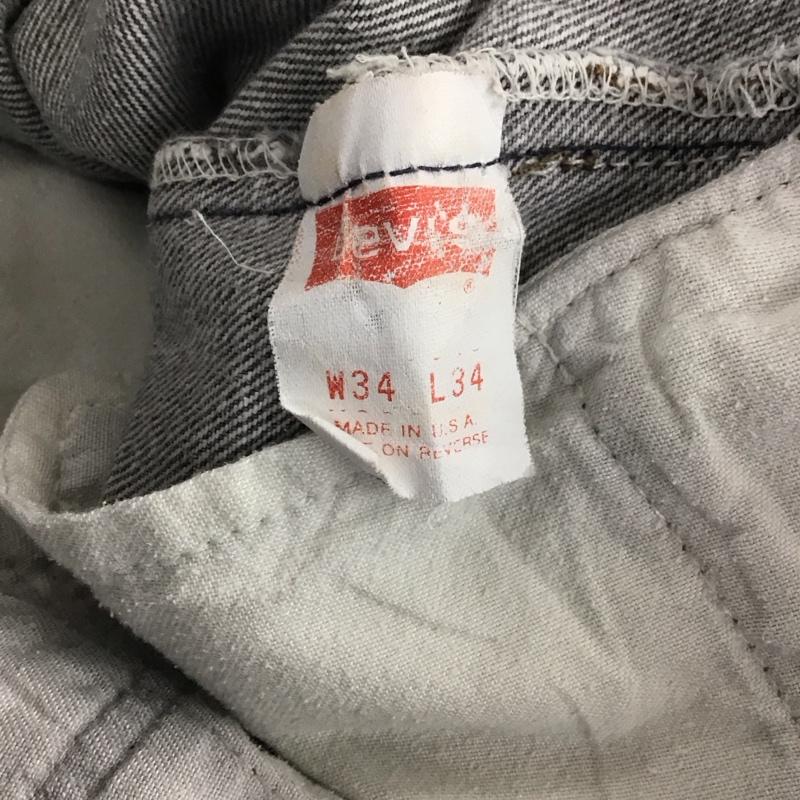 Levi's
®
W34 L34
MADE IN U.S.A.
ON REVERSE